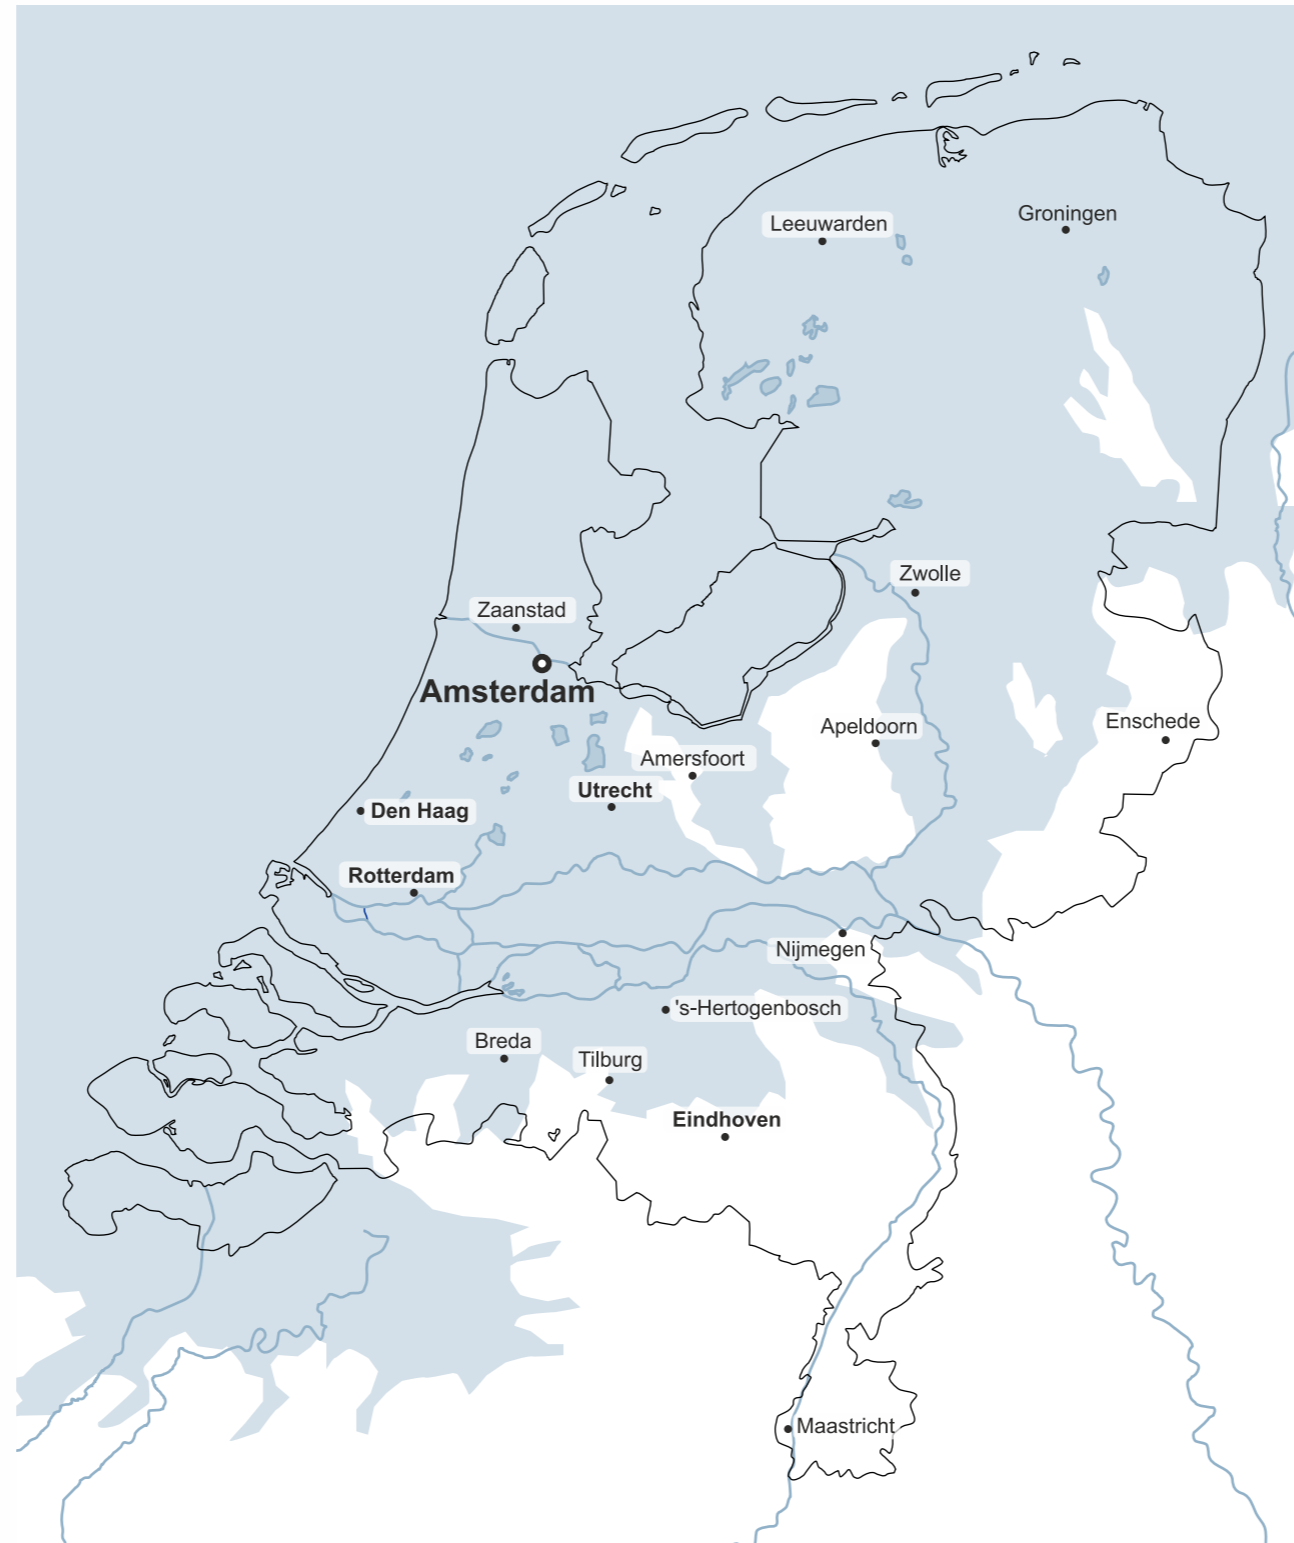 Groningen
Leeuwarden
Zwolle
Zaanstad
Amsterdam
Apeldoorn
Enschede
Amersfoort
Utrecht
Den Haag
Rotterdam
Nijmegen
's-Hertogenbosch
Breda
Tilburg
Eindhoven
Maastricht